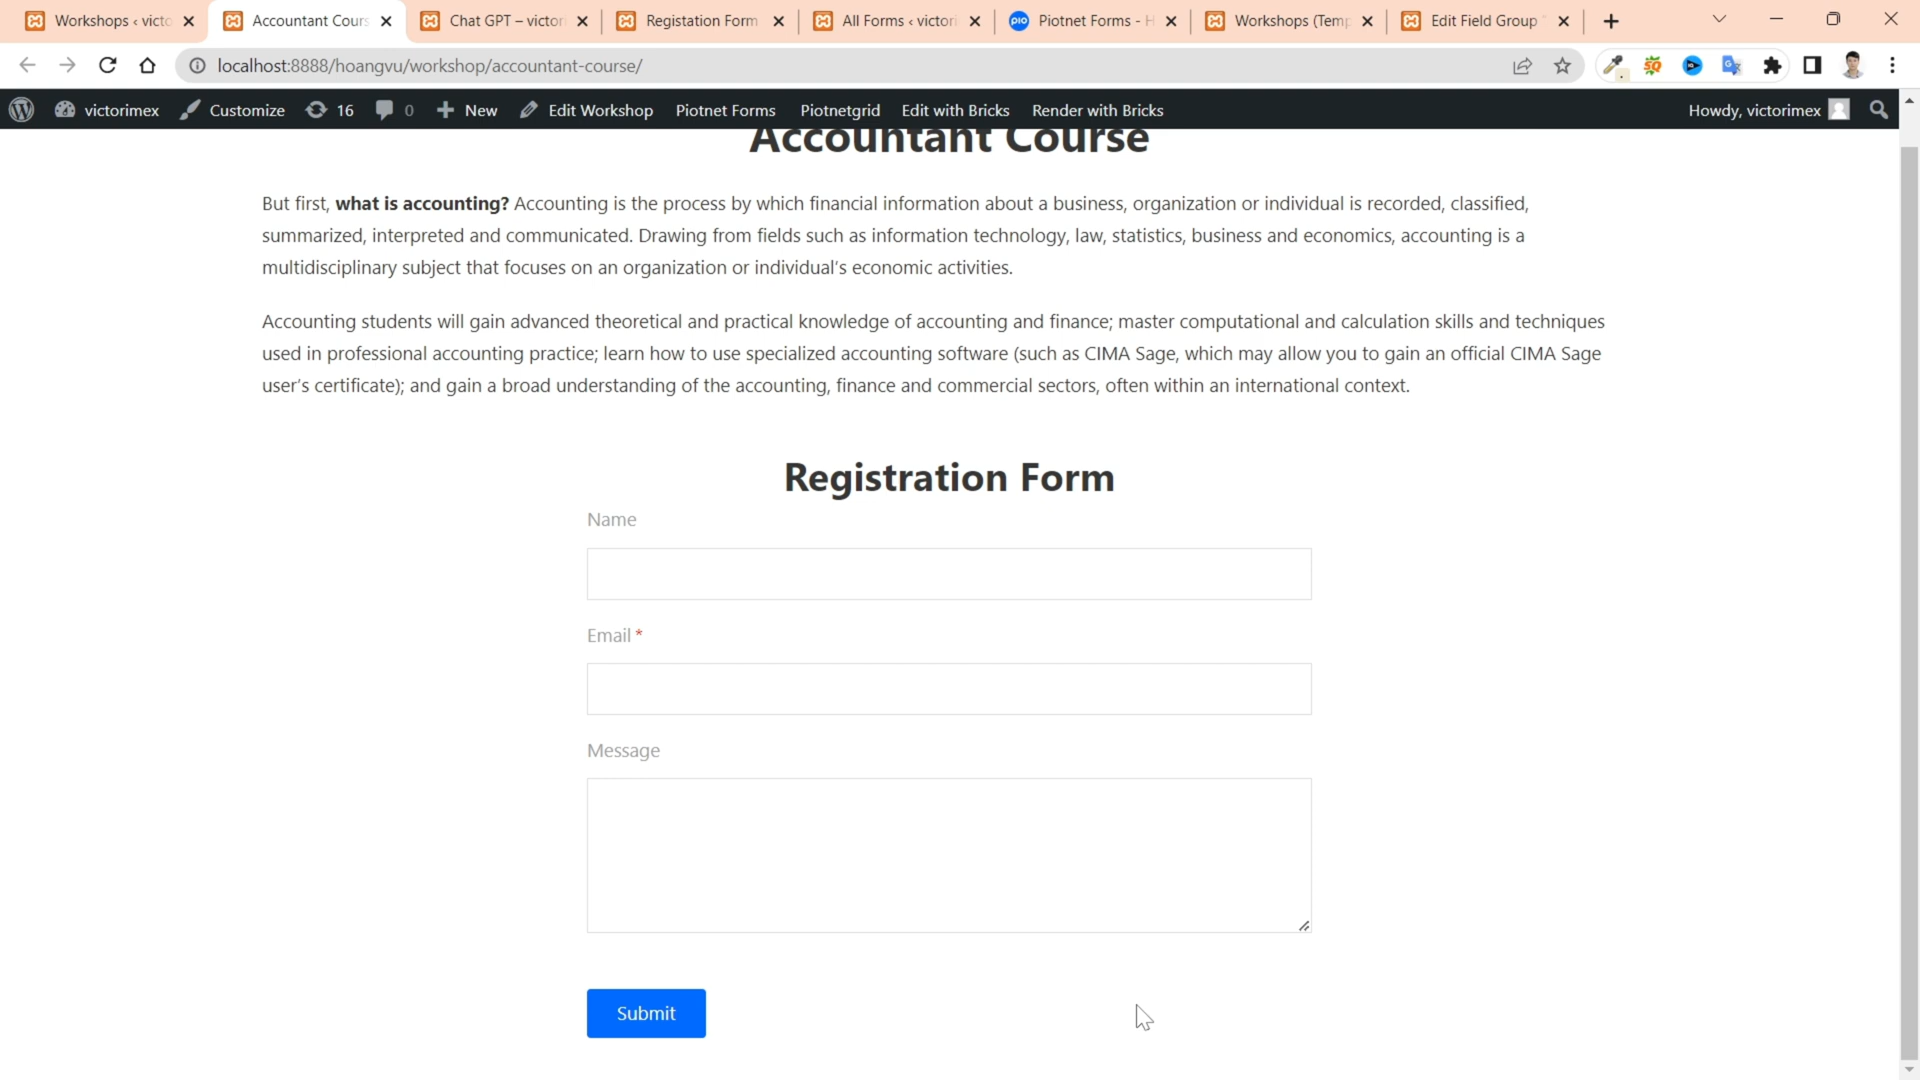 Workshops ‹ victo
Accountant Cours
Chat GPT – victor
Registation Form
All Forms ‹ victori
Piotnet Forms - H
Workshops (Temp
Edit Field Group "
localhost:8888/hoangvu/workshop/accountant-course/
victorimex Customize 16 0 New Edit Workshop Piotnet Forms Piotnetgrid Edit with Bricks Render with Bricks Howdy, victorimex
Accountant Course
But first, what is accounting? Accounting is the process by which financial information about a business, organization or individual is recorded, classified,
summarized, interpreted and communicated. Drawing from fields such as information technology, law, statistics, business and economics, accounting is a
multidisciplinary subject that focuses on an organization or individual's economic activities.
Accounting students will gain advanced theoretical and practical knowledge of accounting and finance; master computational and calculation skills and techniques
used in professional accounting practice; learn how to use specialized accounting software (such as CIMA Sage, which may allow you to gain an official CIMA Sage
user's certificate); and gain a broad understanding of the accounting, finance and commercial sectors, often within an international context.
Registration Form
Name
Email *
Message
Submit